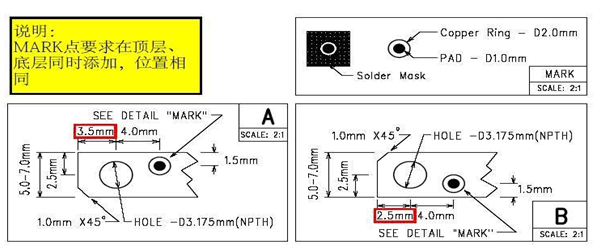 说明:
MARK点要求在顶层、
底层同时添加，位置相
同
Copper Ring - D2.0mm
PAD - D1.0mm
Solder Mask
MARK
SCALE: 2:1
SEE DETAIL "MARK"
A
SCALE: 2:1
3.5mm
4.0mm
1.5mm
5.0-7.0mm
2.5mm
1.0mm X45°
HOLE -D3.175mm(NPTH)
1.0mm X45°
HOLE -D3.175mm(NPTH)
5.0-7.0mm
2.5mm
1.5mm
2.5mm
4.0mm
SEE DETAIL "MARK"
B
SCALE: 2:1